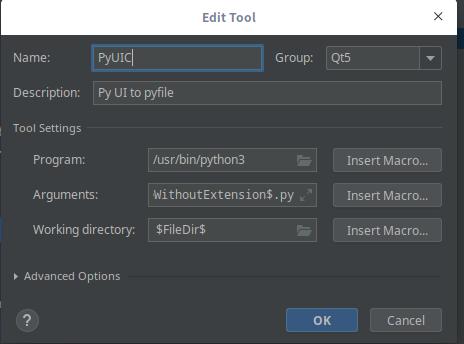 Edit Tool
Name: PyUIC Group: Qt5
Description: Py UI to pyfile
Tool Settings
Program: /usr/bin/python3 Insert Macro...
Arguments: WithoutExtension$.py Insert Macro...
Working directory: $FileDir$ Insert Macro...
Advanced Options
? OK Cancel